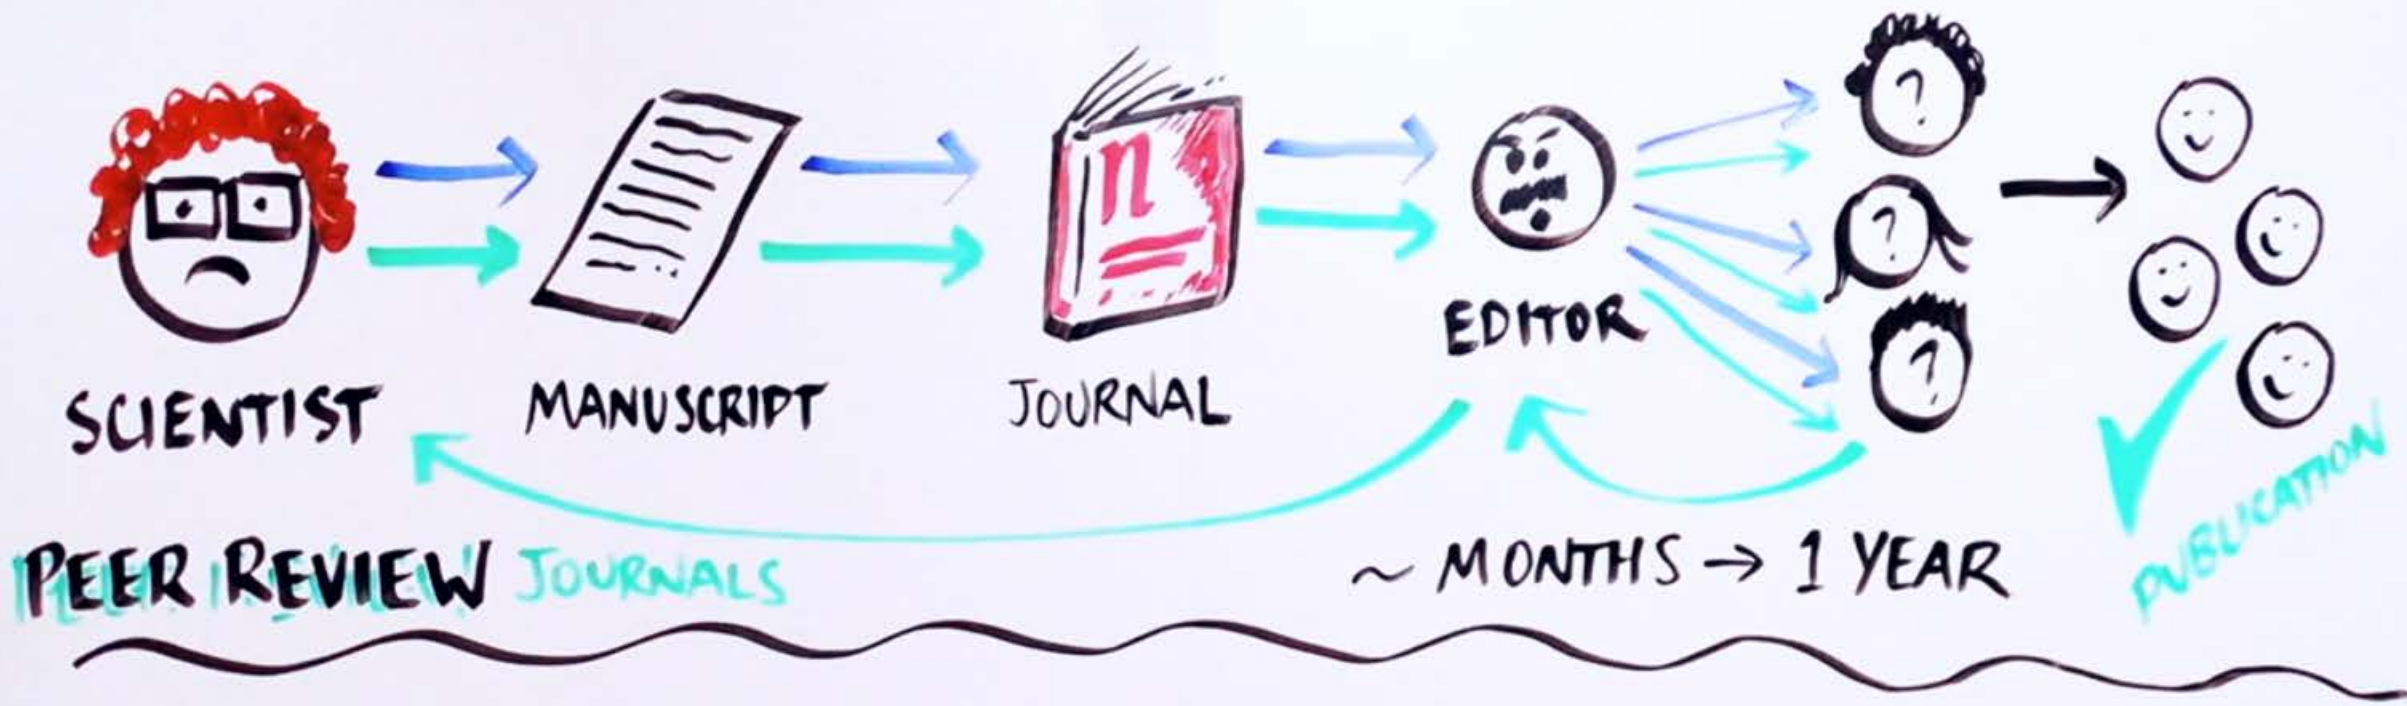 ?
n
?
EDITOR
?
SCIENTIST
MANUSCRIPT
JOURNAL
PEER REVIEW JOURNALS
~ MONTHS → 1 YEAR
PUBLICATION